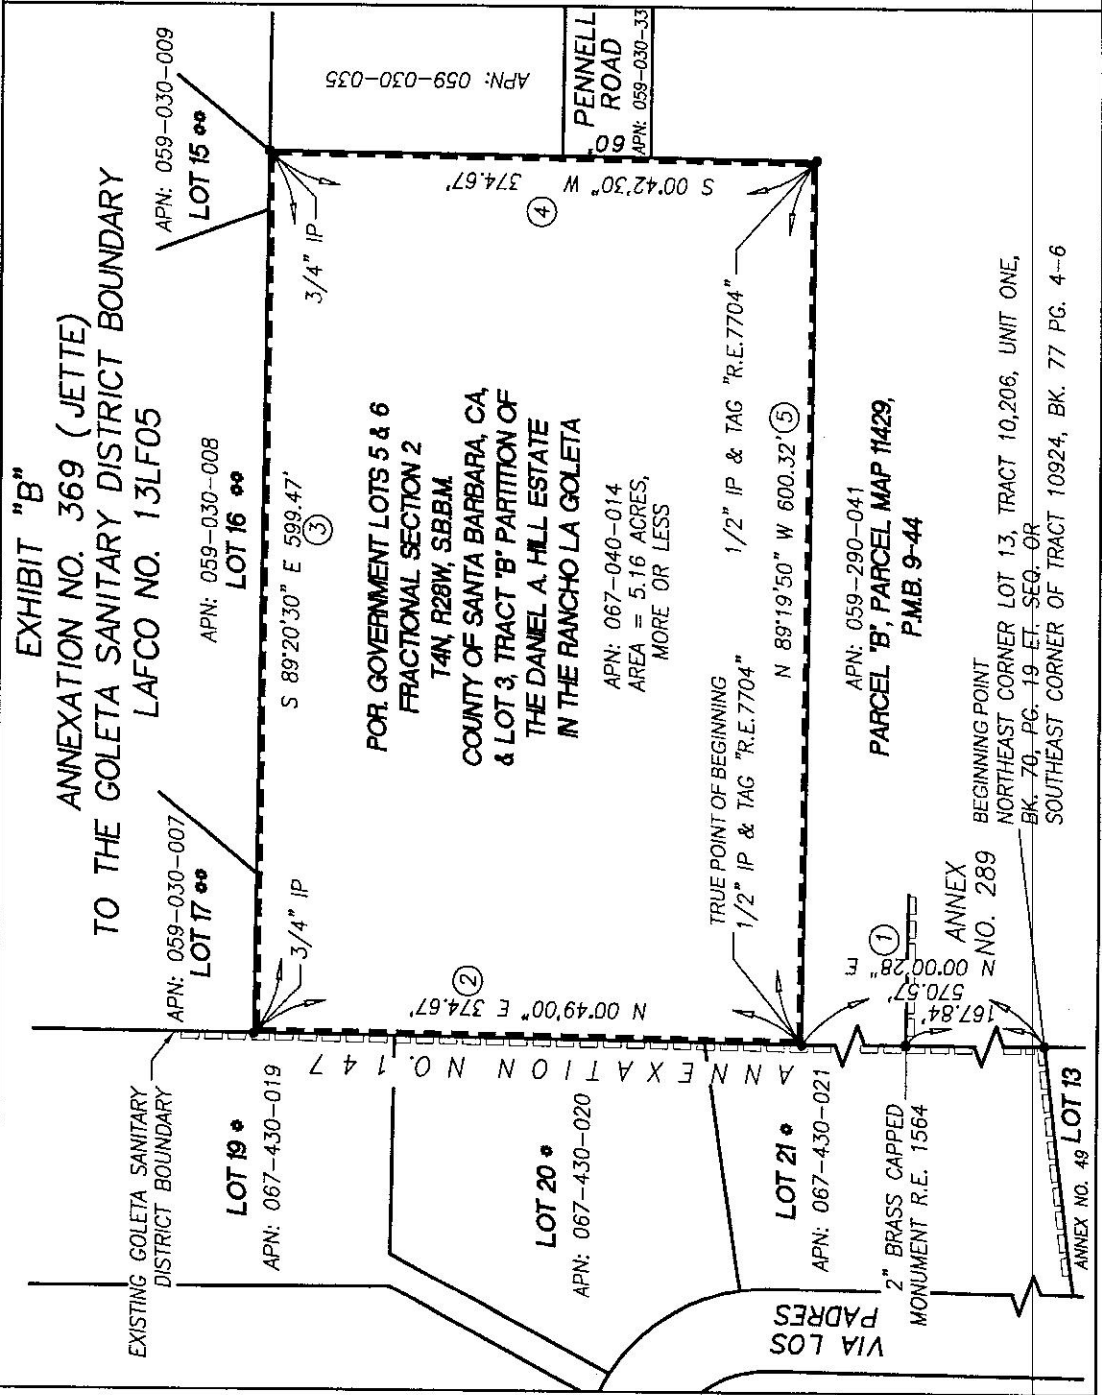 EXHIBIT "B"
ANNEXATION NO. 369 (JETTE)
TO THE GOLETA SANITARY DISTRICT BOUNDARY
LAFCO NO. 13LF05
EXISTING GOLETA SANITARY
DISTRICT BOUNDARY
APN: 059-030-007
LOT 17
APN: 059-030-008
LOT 16
APN: 059-030-009
LOT 15
3/4" IP
S 89°20'30" E 599.47'
3
3/4" IP
APN: 059-030-035
PENNELL
ROAD
60'
APN: 059-030-33
LOT 19
APN: 067-430-019
LOT 20
APN: 067-430-020
LOT 21
APN: 067-430-021
ANNEXATION NO. 147
N 00°49'00" E 374.67'
2
POR. GOVERNMENT LOTS 5 & 6
FRACTIONAL SECTION 2
T4N, R28W, S.B.B.M.
COUNTY OF SANTA BARBARA, CA,
& LOT 3, TRACT "B" PARTITION OF
THE DANIEL A. HILL ESTATE
IN THE RANCHO LA GOLETA
APN: 067-040-014
AREA = 5.16 ACRES,
MORE OR LESS
S 00°42'30" W 374.67'
4
TRUE POINT OF BEGINNING
1/2" IP & TAG "R.E.7704"
1/2" IP & TAG "R.E.7704"
N 89°19'50" W 600.32'
5
APN: 059-290-041
PARCEL "B", PARCEL MAP 11429,
P.M.B. 9-44
VIA LOS
PADRES
2" BRASS CAPPED
MONUMENT R.E. 1564
1
N 00°00'28" E
570.57'
167.84'
ANNEX
NO. 289
BEGINNING POINT
NORTHEAST CORNER LOT 13, TRACT 10,206, UNIT ONE,
BK. 70, PG. 19 ET. SEQ. OR
SOUTHEAST CORNER OF TRACT 10924, BK. 77 PG. 4-6
ANNEX NO. 49
LOT 13